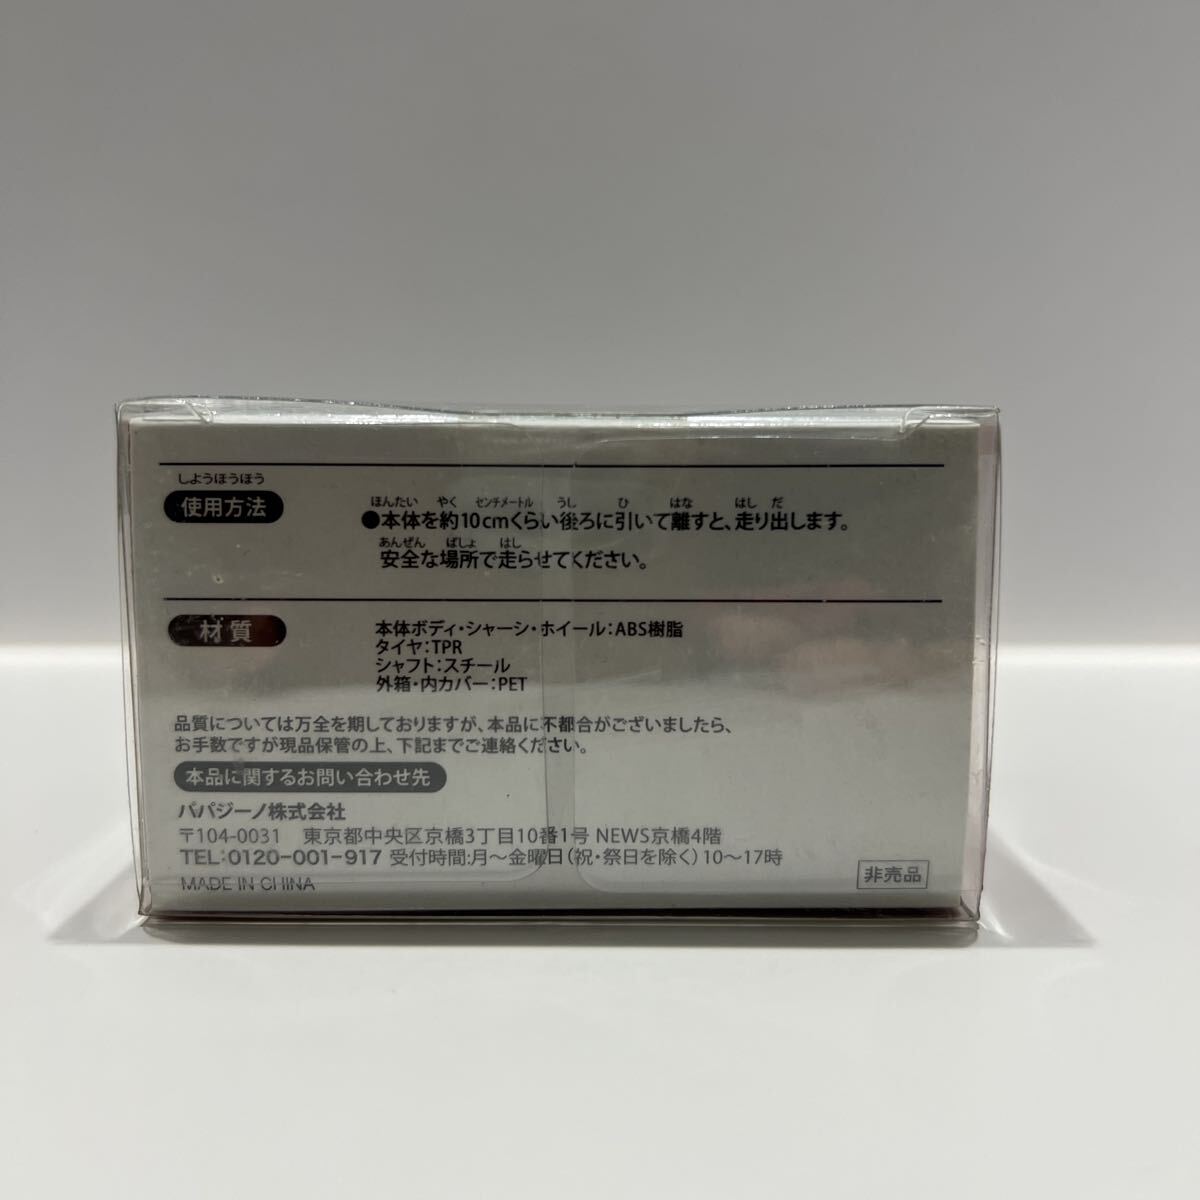 しようほうほう
使用方法
ほんたい やく センチメートル うし ひ はな はし だ
●本体を約10cmくらい後ろに引いて離すと、走り出します。
あんぜん ばしょ はし
安全な場所で走らせてください。
材質
本体ボディ・シャーシ・ホイール:ABS樹脂
タイヤ:TPR
シャフト:スチール
外箱・内カバー:PET
品質については万全を期しておりますが、本品に不都合がございましたら、
お手数ですが現品保管の上、下記までご連絡ください。
本品に関するお問い合わせ先
パパジーノ株式会社
〒104-0031 東京都中央区京橋3丁目10番1号 NEWS京橋4階
TEL:0120-001-917 受付時間:月〜金曜日(祝・祭日を除く)10〜17時
MADE IN CHINA
非売品